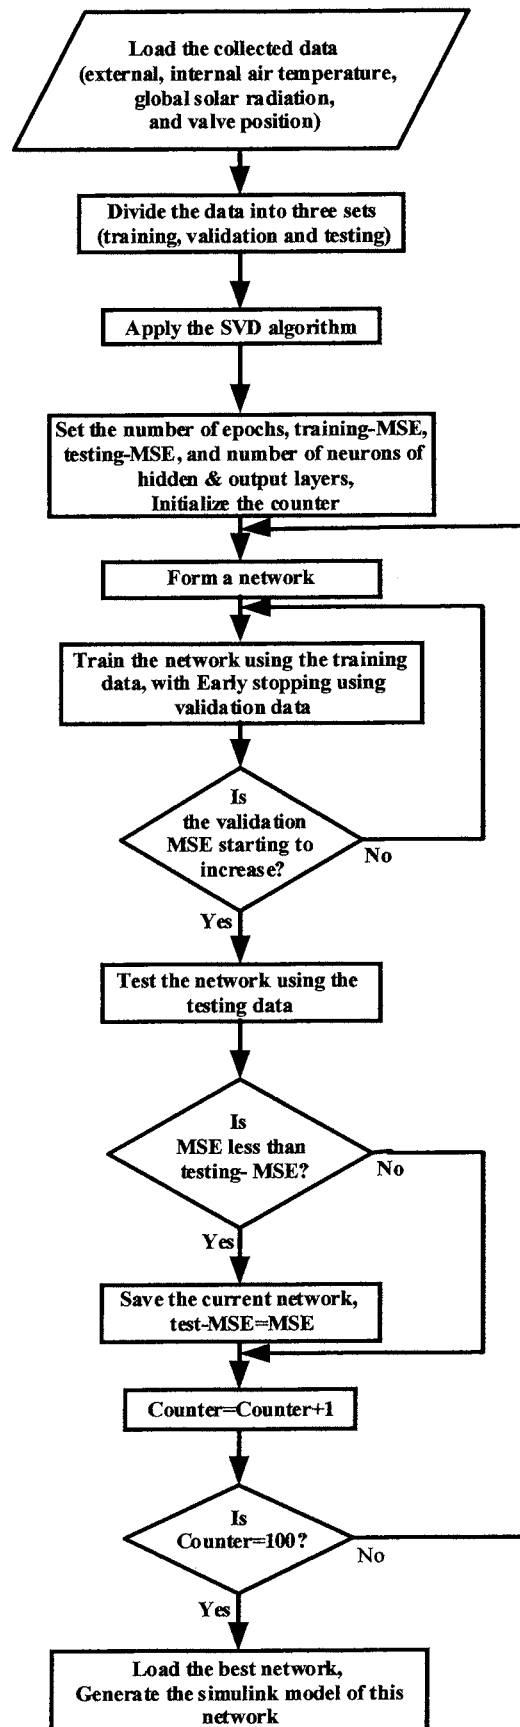 Load the collected data
(external, internal air temperature,
global solar radiation,
and valve position)
Divide the data into three sets
(training, validation and testing)
Apply the SVD algorithm
Set the number of epochs, training-MSE,
testing-MSE, and number of neurons of
hidden & output layers,
Initialize the counter
Form a network
Train the network using the training
data, with Early stopping using
validation data
Is
the validation
MSE starting to
increase?
No
Yes
Test the network using the
testing data
Is
MSE less than
testing- MSE?
No
Yes
Save the current network,
test-MSE=MSE
Counter=Counter+1
Is
Counter=100?
No
Yes
Load the best network,
Generate the simulink model of this
network